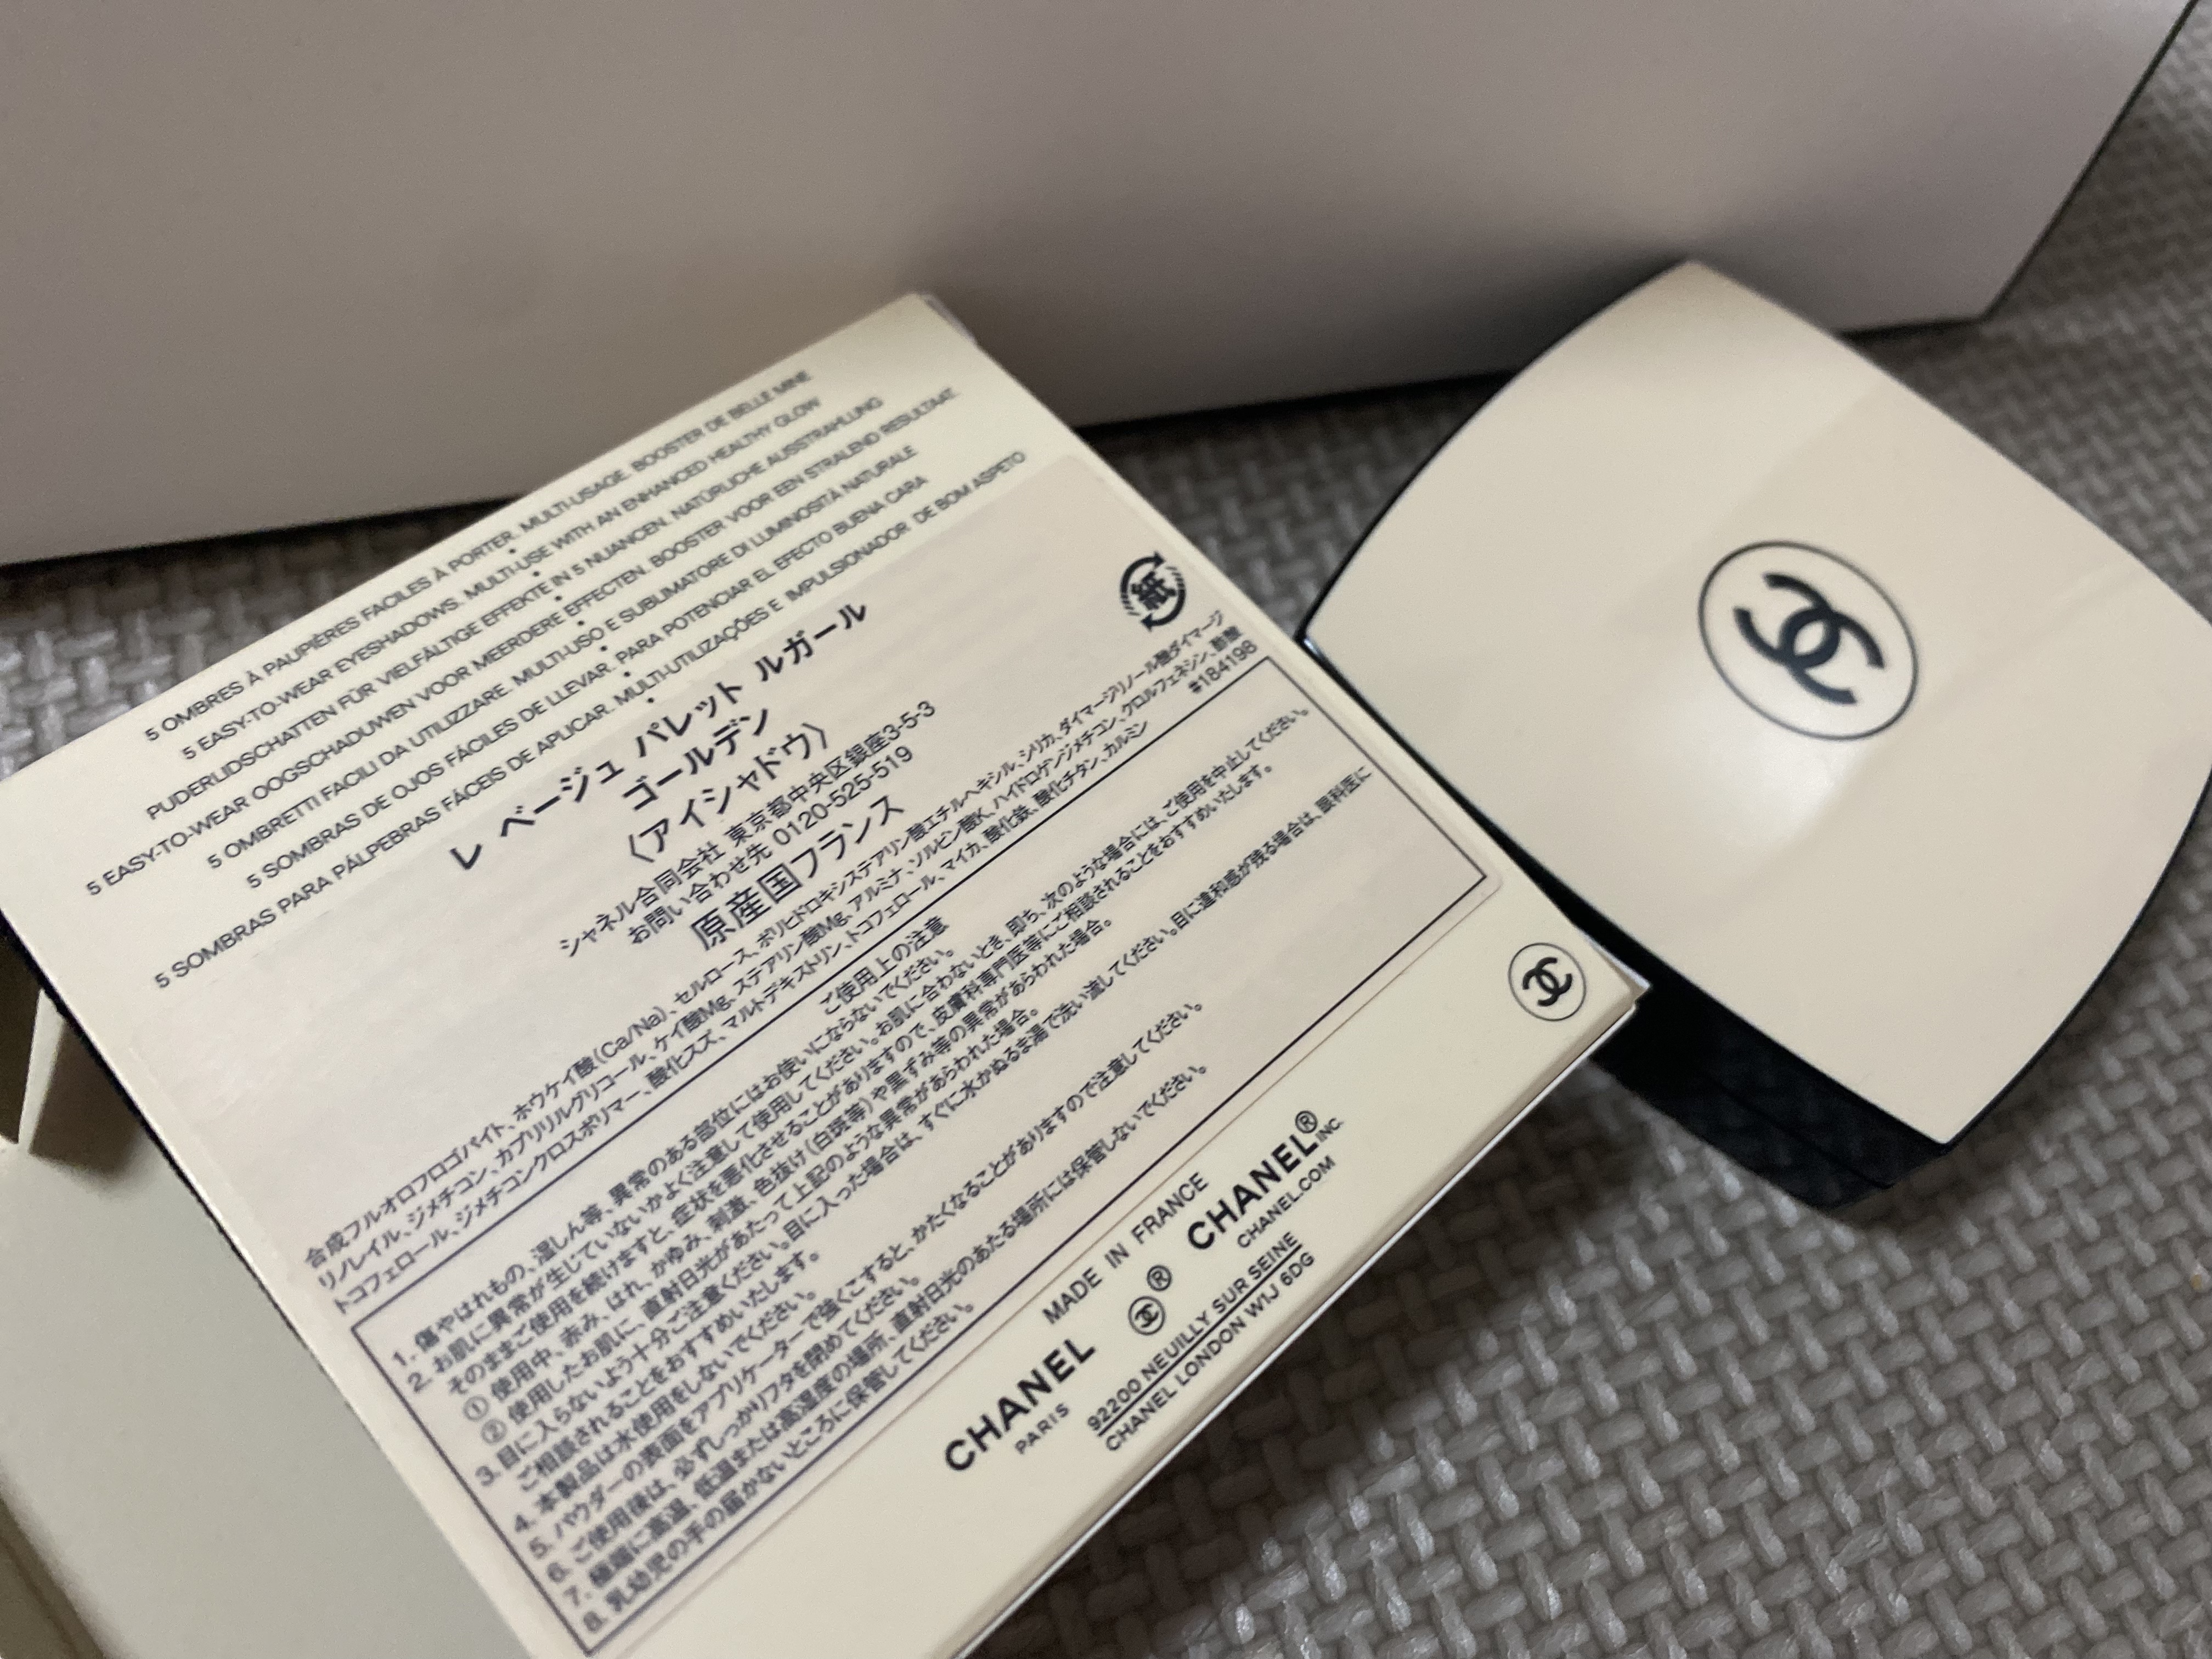 5 OMBRES À PAUPIÈRES FACILES À PORTER. MULTI-USAGE. BOOSTER DE BELLE MINE
5 EASY-TO-WEAR EYESHADOWS. MULTI-USE WITH AN ENHANCED HEALTHY GLOW
PUDERLIDSCHATTEN FÜR VIELFÄLTIGE EFFEKTE IN 5 NUANCEN. NATÜRLICHE AUSSTRAHLUNG
5 EASY-TO-WEAR OOGSCHADUWEN VOOR MEERDERE EFFECTEN. BOOSTER VOOR EEN STRALEND RESULTAAT
5 OMBRETTI FACILI DA UTILIZZARE. MULTI-USO E SUBLIMATORE DI LUMINOSITÀ NATURALE
5 SOMBRAS DE OJOS FÁCILES DE LLEVAR. PARA POTENCIAR EL EFECTO BUENA CARA
5 SOMBRAS PARA PÁLPEBRAS FÁCEIS DE APLICAR. MULTI-UTILIZAÇÕES E IMPULSIONADOR DE BOM ASPETO
紙
レ ベージュ パレット ルガール
ゴールデン
〈アイシャドウ〉
シャネル合同会社 東京都中央区銀座3-5-3
お問い合わせ先 0120-525-519
原産国フランス
合成フルオロフロゴパイト、ホウケイ酸(Ca/Na)、セルロース、ポリヒドロキシステアリン酸エチルヘキシル、シリカ、ダイマージリノール酸ダイマージ
リノレイル、ジメチコン、カプリリルグリコール、ケイ酸Mg、ステアリン酸Mg、アルミナ、ソルビン酸K、ハイドロゲンジメチコン、クロルフェネシン、酢酸
トコフェロール、ジメチコンクロスポリマー、酸化スズ、マルトデキストリン、トコフェロール、マイカ、酸化鉄、酸化チタン、カルミン #184198
ご使用上の注意
1. 傷やはれもの、湿しん等、異常のある部位にはお使いにならないでください。
2. お肌に異常が生じていないかよく注意して使用してください。お肌に合わないとき、即ち、次のような場合には、ご使用を中止してください。
そのままご使用を続けますと、症状を悪化させることがありますので、皮膚科専門医等にご相談されることをおすすめいたします。
① 使用中、赤み、はれ、かゆみ、刺激、色抜け(白斑等)や黒ずみ等の異常があらわれた場合。
② 使用したお肌に、直射日光があたって上記のような異常があらわれた場合。
3. 目に入らないよう十分ご注意ください。目に入った場合は、すぐに水かぬるま湯で洗い流してください。目に違和感が残る場合は、眼科医に
ご相談されることをおすすめいたします。
4. 本製品は水使用をしないでください。
5. パウダーの表面をアプリケーターで強くこすると、かたくなることがありますので注意してください。
6. ご使用後は、必ずしっかりフタを閉めてください。
7. 極端に高温、低温または高湿度の場所、直射日光のあたる場所には保管しないでください。
8. 乳幼児の手の届かないところに保管してください。
MADE IN FRANCE
CHANEL ® CHANEL®
PARIS INC.
CHANEL.COM
92200 NEUILLY SUR SEINE
CHANEL LONDON W1J 6DG